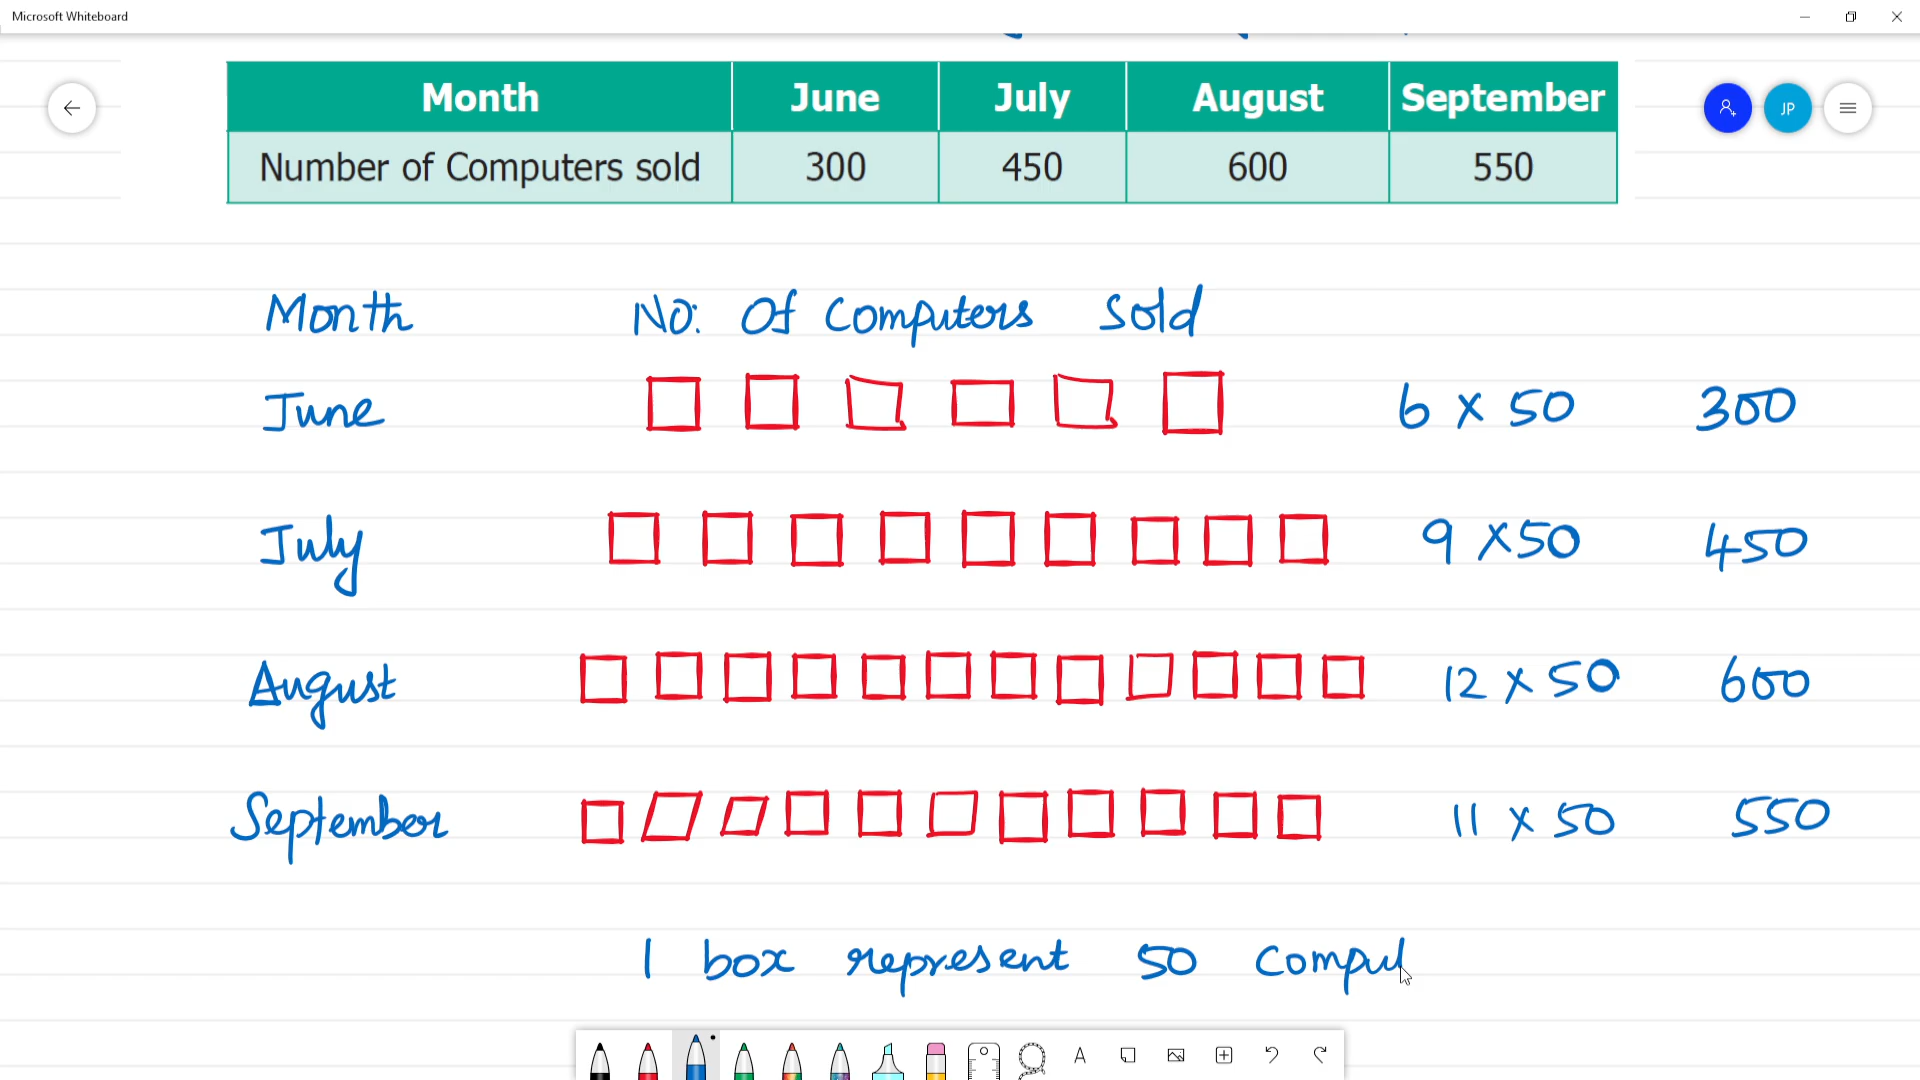 Microsoft Whiteboard
Month June July August September
Number of Computers sold 300 450 600 550
JP
Month No: Of Computers Sold
June 6 x 50 300
July 9 x 50 450
August 12 x 50 600
September 11 x 50 550
1 box represent 50 Comput
A